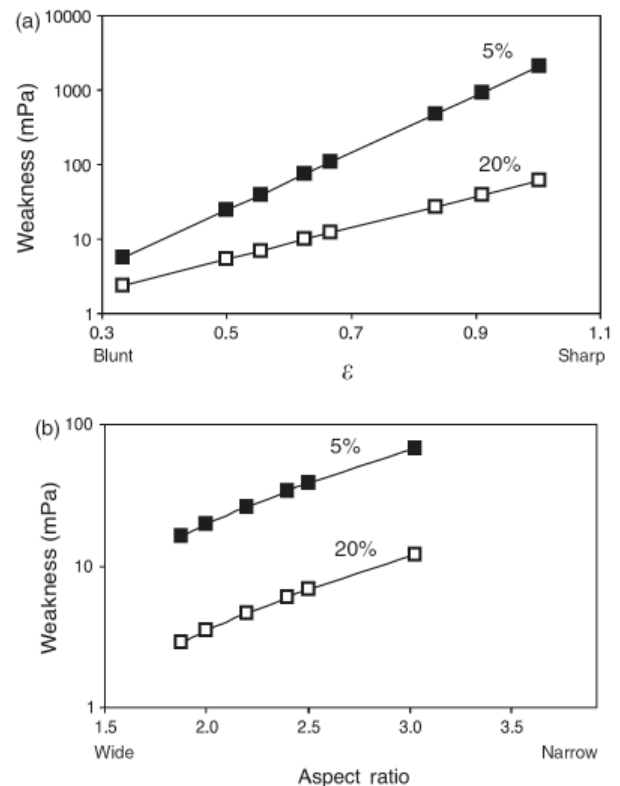 (a)
10000
1000
100
10
1
Weakness (mPa)
5%
20%
0.3 0.5 0.7 0.9 1.1
Blunt Sharp
ε
(b)
100
10
1
Weakness (mPa)
5%
20%
1.5 2.0 2.5 3.0 3.5
Wide Narrow
Aspect ratio